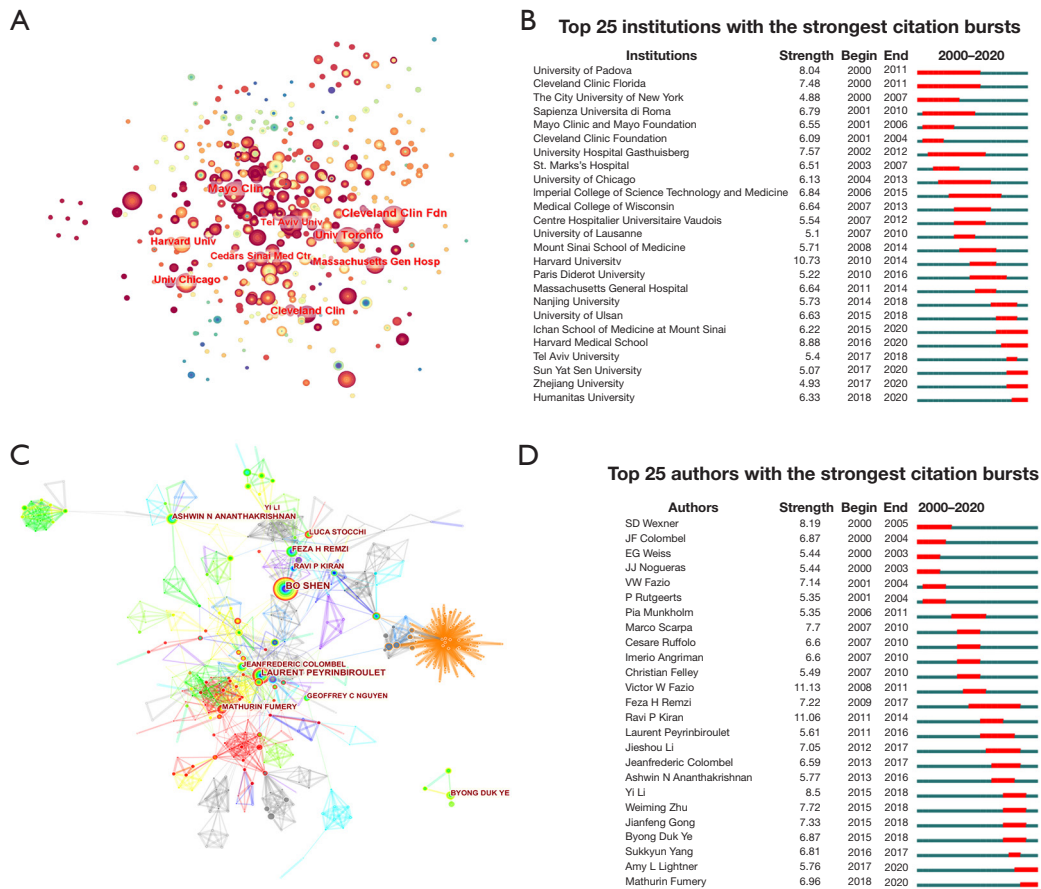 A
Mayo Clin
Cleveland Clin Fdn
Tel Aviv Univ
Univ Toronto
Harvard Univ
Cedars Sinai Med Ctr
Massachusetts Gen Hosp
Univ Chicago
Cleveland Clin
B
Top 25 institutions with the strongest citation bursts
Institutions Strength Begin End 2000–2020
University of Padova 8.04 2000 2011
Cleveland Clinic Florida 7.48 2000 2011
The City University of New York 4.88 2000 2007
Sapienza Universita di Roma 6.79 2001 2010
Mayo Clinic and Mayo Foundation 6.55 2001 2006
Cleveland Clinic Foundation 6.09 2001 2004
University Hospital Gasthuisberg 7.57 2002 2012
St. Marks's Hospital 6.51 2003 2007
University of Chicago 6.13 2004 2013
Imperial College of Science Technology and Medicine 6.84 2006 2015
Medical College of Wisconsin 6.64 2007 2013
Centre Hospitalier Universitaire Vaudois 5.54 2007 2012
University of Lausanne 5.1 2007 2010
Mount Sinai School of Medicine 5.71 2008 2014
Harvard University 10.73 2010 2014
Paris Diderot University 5.22 2010 2016
Massachusetts General Hospital 6.64 2011 2014
Nanjing University 5.73 2014 2018
University of Ulsan 6.63 2015 2018
Ichan School of Medicine at Mount Sinai 6.22 2015 2020
Harvard Medical School 8.88 2016 2020
Tel Aviv University 5.4 2017 2018
Sun Yat Sen University 5.07 2017 2020
Zhejiang University 4.93 2017 2020
Humanitas University 6.33 2018 2020
C
YI LI
ASHWIN N ANANTHAKRISHNAN
LUCA STOCCHI
FEZA H REMZI
RAVI P KIRAN
BO SHEN
JEANFREDERIC COLOMBEL
LAURENT PEYRINBIROULET
GEOFFREY C NGUYEN
MATHURIN FUMERY
BYONG DUK YE
D
Top 25 authors with the strongest citation bursts
Authors Strength Begin End 2000–2020
SD Wexner 8.19 2000 2005
JF Colombel 6.87 2000 2004
EG Weiss 5.44 2000 2003
JJ Nogueras 5.44 2000 2003
VW Fazio 7.14 2001 2004
P Rutgeerts 5.35 2001 2004
Pia Munkholm 5.35 2006 2011
Marco Scarpa 7.7 2007 2010
Cesare Ruffolo 6.6 2007 2010
Imerio Angriman 6.6 2007 2010
Christian Felley 5.49 2007 2010
Victor W Fazio 11.13 2008 2011
Feza H Remzi 7.22 2009 2017
Ravi P Kiran 11.06 2011 2014
Laurent Peyrinbiroulet 5.61 2011 2016
Jieshou Li 7.05 2012 2017
Jeanfrederic Colombel 6.59 2013 2017
Ashwin N Ananthakrishnan 5.77 2013 2016
Yi Li 8.5 2015 2018
Weiming Zhu 7.72 2015 2018
Jianfeng Gong 7.33 2015 2018
Byong Duk Ye 6.87 2015 2018
Sukkyun Yang 6.81 2016 2017
Amy L Lightner 5.76 2017 2020
Mathurin Fumery 6.96 2018 2020